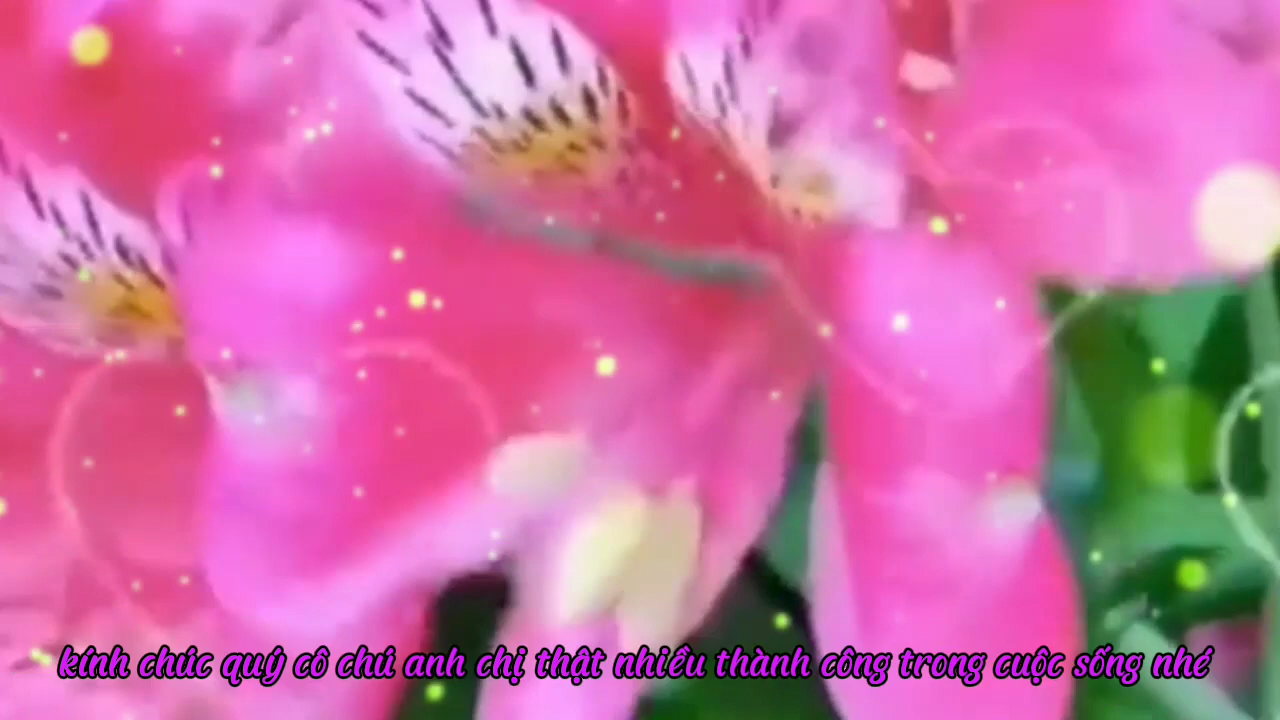 kính chúc quý cô chú anh chị thật nhiều thành công trong cuộc sống nhé